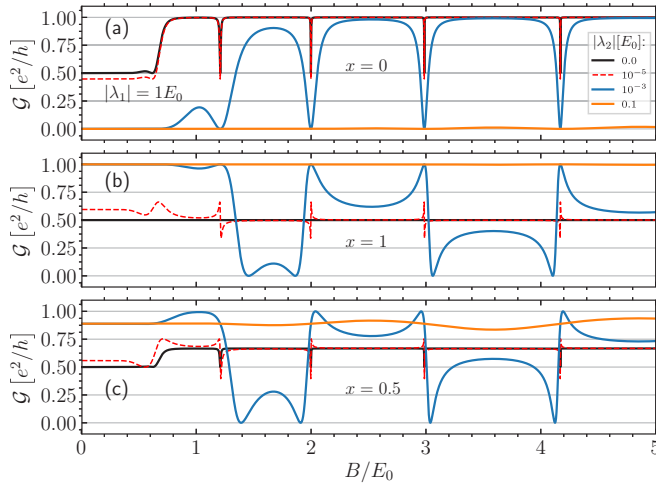 (a)
𝒢 [e²/h]
1.00
0.75
0.50
0.25
0.00
|λ₁| = 1E₀
x = 0
|λ₂|[E₀]:
0.0
10⁻⁵
10⁻³
0.1
(b)
𝒢 [e²/h]
1.00
0.75
0.50
0.25
0.00
x = 1
(c)
𝒢 [e²/h]
1.00
0.75
0.50
0.25
0.00
x = 0.5
0 1 2 3 4 5
B/E₀